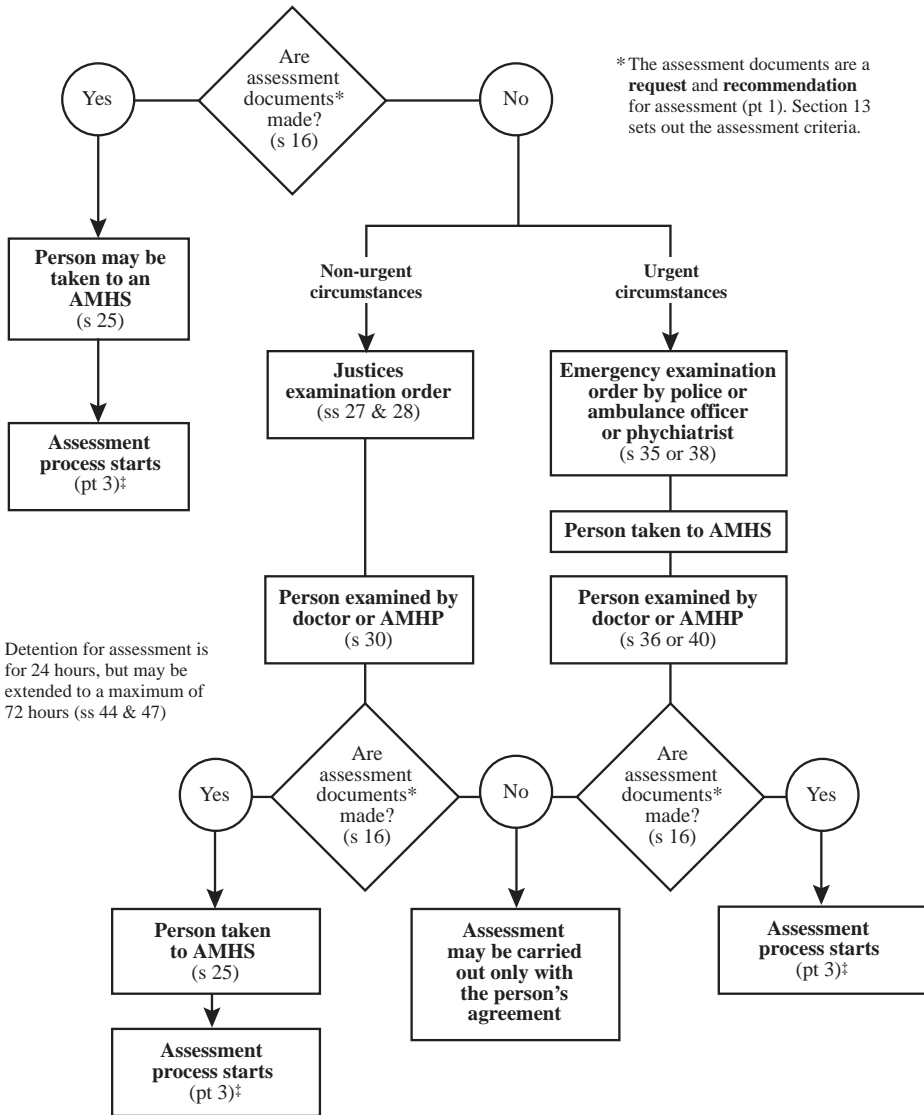 Yes
Are
assessment
documents*
made?
(s 16)
No
* The assessment documents are a
request and recommendation
for assessment (pt 1). Section 13
sets out the assessment criteria.
Person may be
taken to an
AMHS
(s 25)
Assessment
process starts
(pt 3)‡
Non-urgent
circumstances
Urgent
circumstances
Justices
examination order
(ss 27 & 28)
Emergency examination
order by police or
ambulance officer
or phychiatrist
(s 35 or 38)
Person taken to AMHS
Person examined by
doctor or AMHP
(s 30)
Person examined by
doctor or AMHP
(s 36 or 40)
Detention for assessment is
for 24 hours, but may be
extended to a maximum of
72 hours (ss 44 & 47)
Yes
Are
assessment
documents*
made?
(s 16)
No
Are
assessment
documents*
made?
(s 16)
Yes
Person taken
to AMHS
(s 25)
Assessment
process starts
(pt 3)‡
Assessment
may be carried
out only with
the person's
agreement
Assessment
process starts
(pt 3)‡